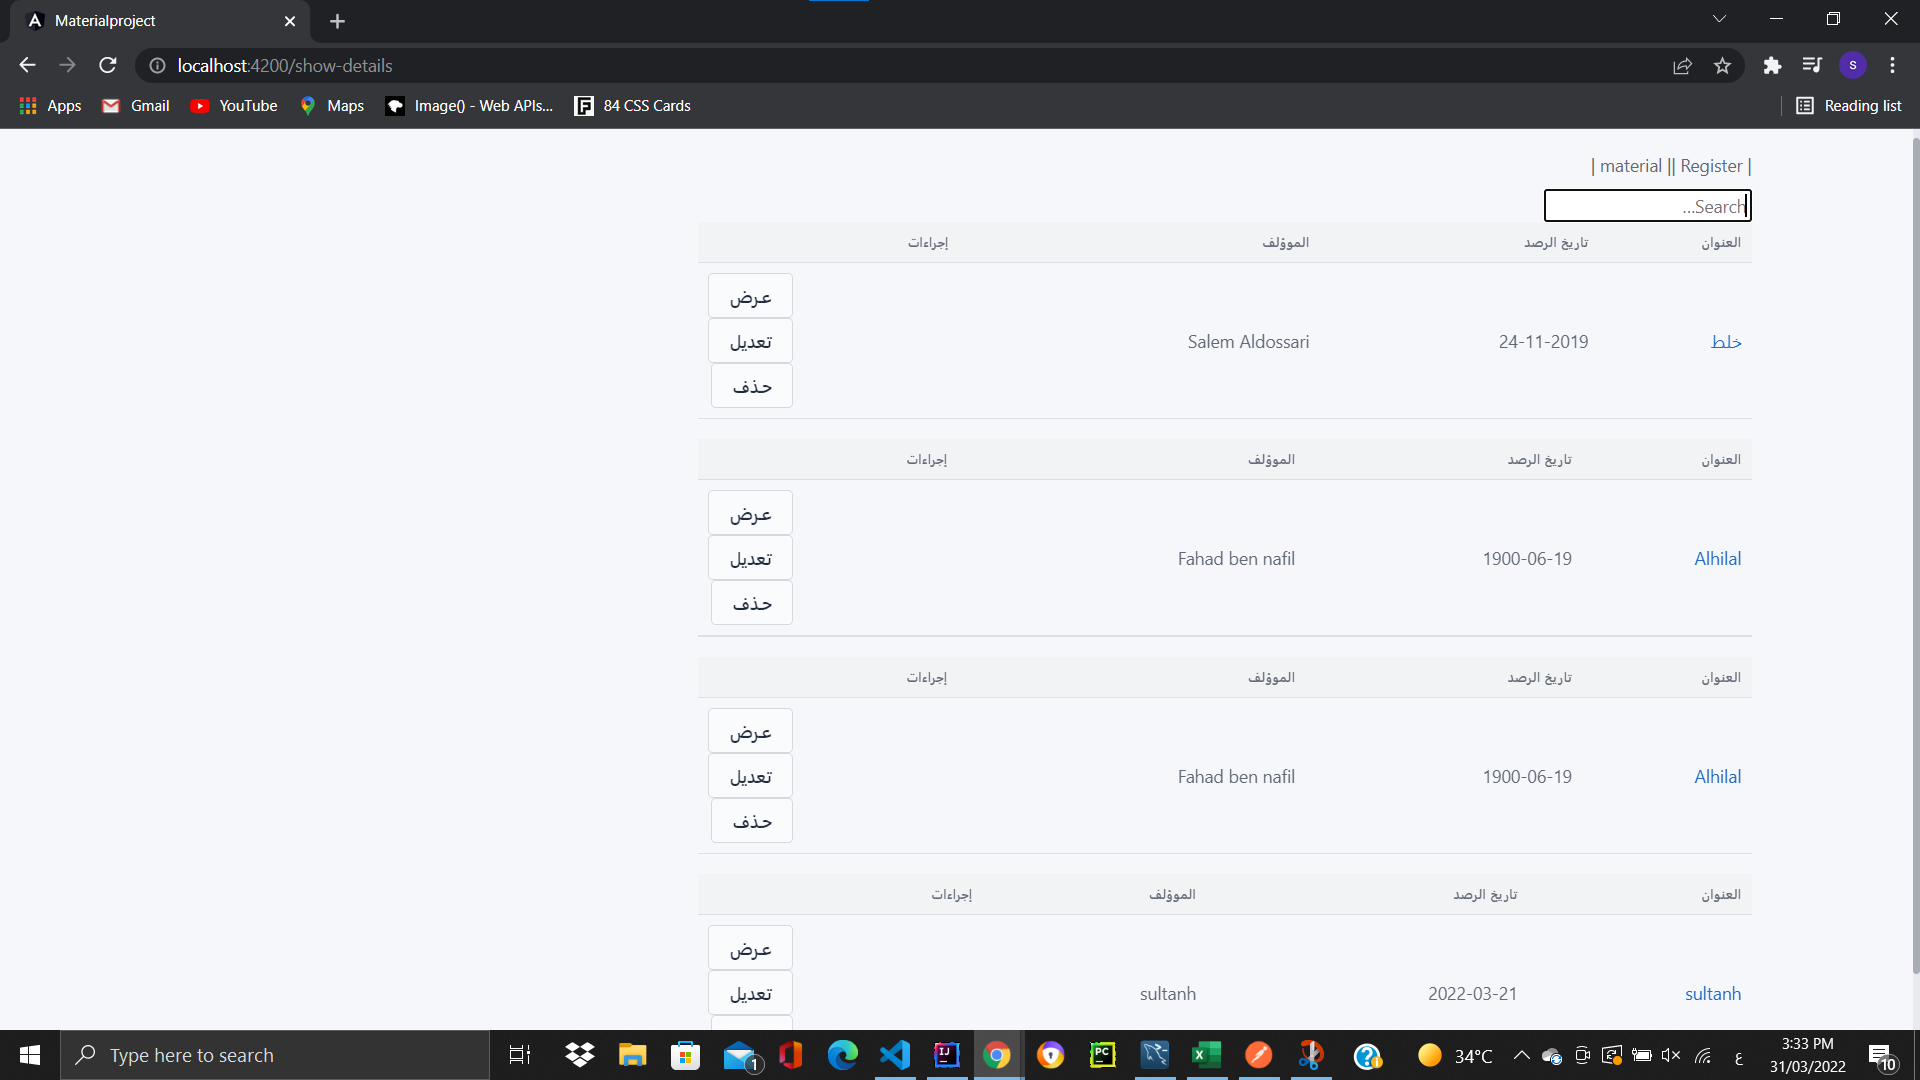 Materialproject
localhost:4200/show-details
Apps
Gmail
YouTube
Maps
Image() - Web APIs...
84 CSS Cards
Reading list
S
| material || Register |
Search...
العنوان تاريخ الرصد الموؤلف إجراءات
خلط 24-11-2019 Salem Aldossari
عرض
تعديل
حذف
العنوان تاريخ الرصد الموؤلف إجراءات
Alhilal 1900-06-19 Fahad ben nafil
عرض
تعديل
حذف
العنوان تاريخ الرصد الموؤلف إجراءات
Alhilal 1900-06-19 Fahad ben nafil
عرض
تعديل
حذف
العنوان تاريخ الرصد الموؤلف إجراءات
sultanh 2022-03-21 sultanh
عرض
تعديل
Type here to search
1
IJ
PC
34°C
ع
3:33 PM
31/03/2022
10